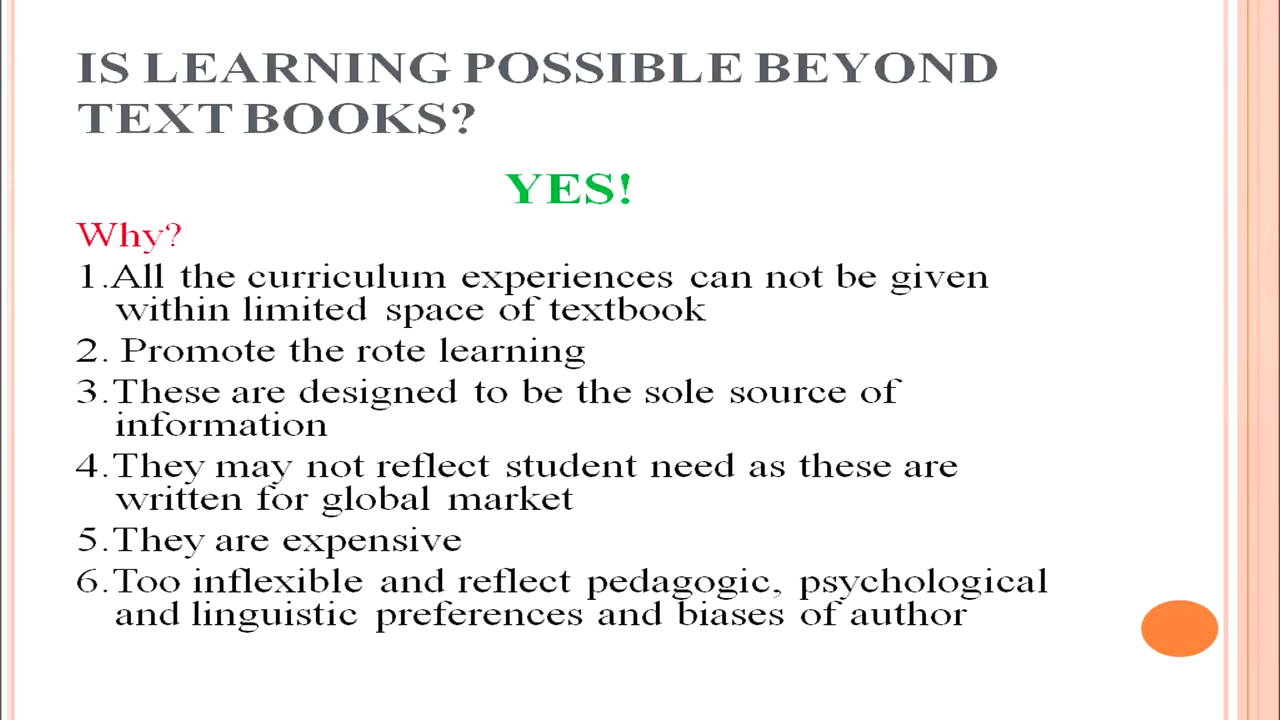 IS LEARNING POSSIBLE BEYOND
TEXT BOOKS?
YES!
Why?
1.All the curriculum experiences can not be given
within limited space of textbook
2. Promote the rote learning
3.These are designed to be the sole source of
information
4.They may not reflect student need as these are
written for global market
5.They are expensive
6.Too inflexible and reflect pedagogic, psychological
and linguistic preferences and biases of author